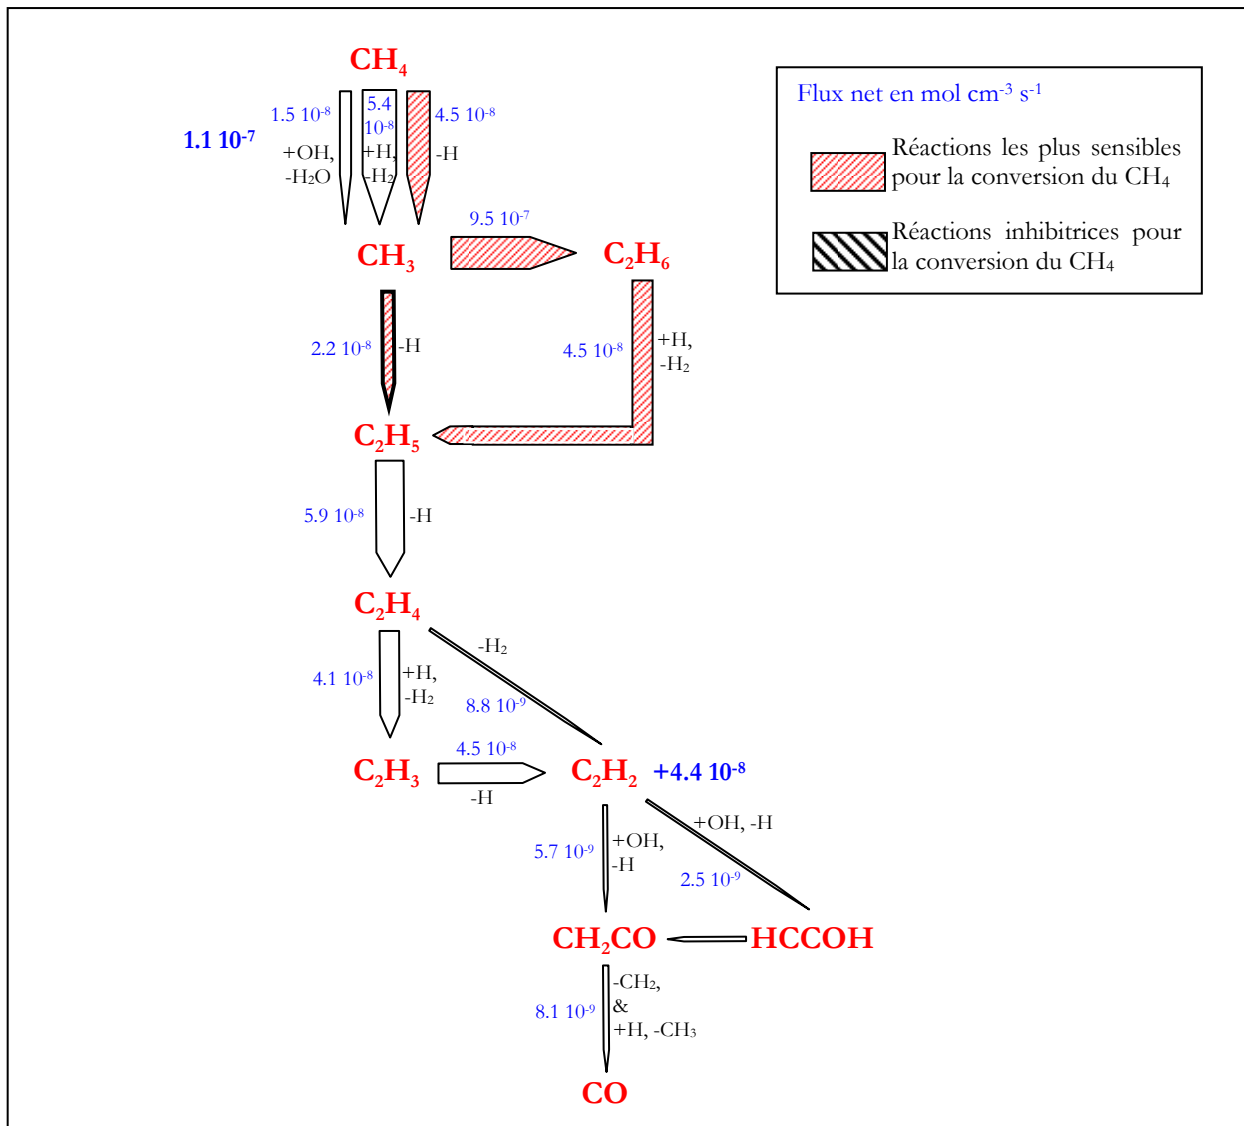 CH₄
1.5 10⁻⁸
5.4
10⁻⁸
4.5 10⁻⁸
1.1 10⁻⁷
+OH,
-H₂O
+H,
-H₂
-H
Flux net en mol cm⁻³ s⁻¹
Réactions les plus sensibles
pour la conversion du CH₄
Réactions inhibitrices pour
la conversion du CH₄
9.5 10⁻⁷
CH₃
C₂H₆
2.2 10⁻⁸
-H
4.5 10⁻⁸
+H,
-H₂
C₂H₅
5.9 10⁻⁸
-H
C₂H₄
4.1 10⁻⁸
+H,
-H₂
-H₂
8.8 10⁻⁹
C₂H₃
4.5 10⁻⁸
-H
C₂H₂
+4.4 10⁻⁸
5.7 10⁻⁹
+OH,
-H
+OH, -H
2.5 10⁻⁹
CH₂CO
HCCOH
8.1 10⁻⁹
-CH₂,
&
+H, -CH₃
CO